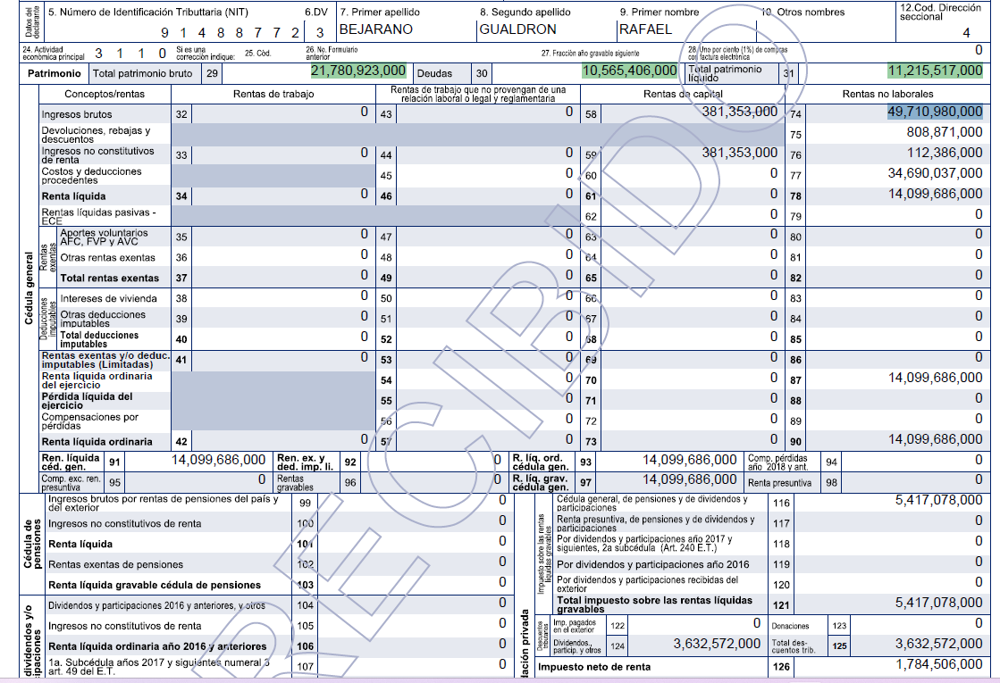 Datos del declarante
5. Número de Identificación Tributtaria (NIT) 6.DV 7. Primer apellido 8. Segundo apellido 9. Primer nombre 10. Otros nombres 12.Cod. Dirección seccional
9 1 4 8 8 7 7 2 3 BEJARANO GUALDRON RAFAEL 4
24. Actividad económica principal 3 1 1 0 Si es una corrección indique: 25. Cód. 26. No. Formulario anterior 27. Fracción año gravable siguiente 28. Uno por ciento (1%) de compras con factura electrónica 0
Patrimonio Total patrimonio bruto 29 21,780,923,000 Deudas 30 10,565,406,000 Total patrimonio líquido 31 11,215,517,000
Conceptos/rentas Rentas de trabajo Rentas de trabajo que no provengan de una relación laboral o legal y reglamentaria Rentas de capital Rentas no laborales
Cédula general
Ingresos brutos 32 0 43 0 58 381,353,000 74 49,710,980,000
Devoluciones, rebajas y descuentos 75 808,871,000
Ingresos no constitutivos de renta 33 0 44 0 59 381,353,000 76 112,386,000
Costos y deducciones procedentes 45 0 60 0 77 34,690,037,000
Renta líquida 34 0 46 0 61 0 78 14,099,686,000
Rentas líquidas pasivas - ECE 62 0 79 0
Rentas exentas
Aportes voluntarios AFC, FVP y AVC 35 0 47 0 63 0 80 0
Otras rentas exentas 36 0 48 0 64 0 81 0
Total rentas exentas 37 0 49 0 65 0 82 0
Deducciones imputables
Intereses de vivienda 38 0 50 0 66 0 83 0
Otras deducciones imputables 39 0 51 0 67 0 84 0
Total deducciones imputables 40 0 52 0 68 0 85 0
Rentas exentas y/o deduc. imputables (Limitadas) 41 0 53 0 69 0 86 0
Renta líquida ordinaria del ejercicio 54 0 70 0 87 14,099,686,000
Pérdida líquida del ejercicio 55 0 71 0 88 0
Compensaciones por pérdidas 56 0 72 0 89 0
Renta líquida ordinaria 42 0 57 0 73 0 90 14,099,686,000
Ren. líquida céd. gen. 91 14,099,686,000 Ren. ex. y ded. imp. li. 92 0 R. líq. ord. cédula gen. 93 14,099,686,000 Comp. pérdidas año 2018 y ant. 94 0
Comp. exc. ren. presuntiva 95 0 Rentas gravables 96 0 R. líq. grav. cédula gen. 97 14,099,686,000 Renta presuntiva 98 0
Cédula de pensiones
Ingresos brutos por rentas de pensiones del país y del exterior 99 0
Ingresos no constitutivos de renta 100 0
Renta líquida 101 0
Rentas exentas de pensiones 102 0
Renta líquida gravable cédula de pensiones 103 0
dividendos y/o
cipaciones
Dividendos y participaciones 2016 y anteriores, y otros 104 0
Ingresos no constitutivos de renta 105 0
Renta líquida ordinaria año 2016 y anteriores 106 0
1a. Subcédula años 2017 y siguientes numeral 3 art. 49 del E.T. 107 0
dación privada
Impuesto sobre las rentas líquidas gravables
Cédula general, de pensiones y de dividendos y participaciones 116 5,417,078,000
Renta presuntiva, de pensiones y de dividendos y participaciones 117 0
Por dividendos y participaciones año 2017 y siguientes, 2a subcédula (Art. 240 E.T.) 118 0
Por dividendos y participaciones año 2016 119 0
Por dividendos y participaciones recibidas del exterior 120 0
Total impuesto sobre las rentas líquidas gravables 121 5,417,078,000
Descuentos tributarios
Imp. pagados en el exterior 122 0 Donaciones 123 0
Dividendos., particip. y otros 124 3,632,572,000 Total descuentos trib. 125 3,632,572,000
Impuesto neto de renta 126 1,784,506,000
RECIBIDO